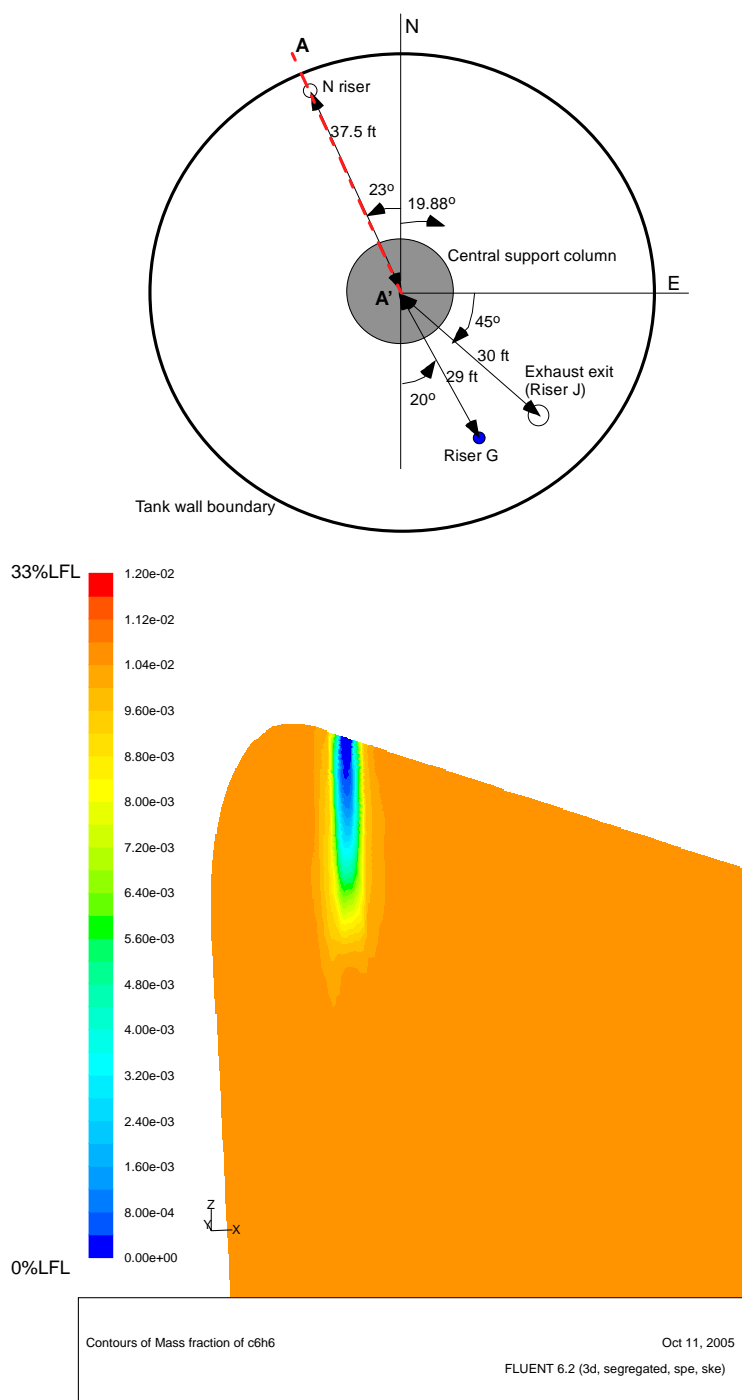 N
A
N riser
37.5 ft
23o
19.88o
Central support column
A'
E
45o
30 ft
29 ft
Exhaust exit
(Riser J)
20o
Riser G
Tank wall boundary
33%LFL
1.20e-02
1.12e-02
1.04e-02
9.60e-03
8.80e-03
8.00e-03
7.20e-03
6.40e-03
5.60e-03
4.80e-03
4.00e-03
3.20e-03
2.40e-03
1.60e-03
8.00e-04
0.00e+00
0%LFL
Z
Y
X
Contours of Mass fraction of c6h6
Oct 11, 2005
FLUENT 6.2 (3d, segregated, spe, ske)